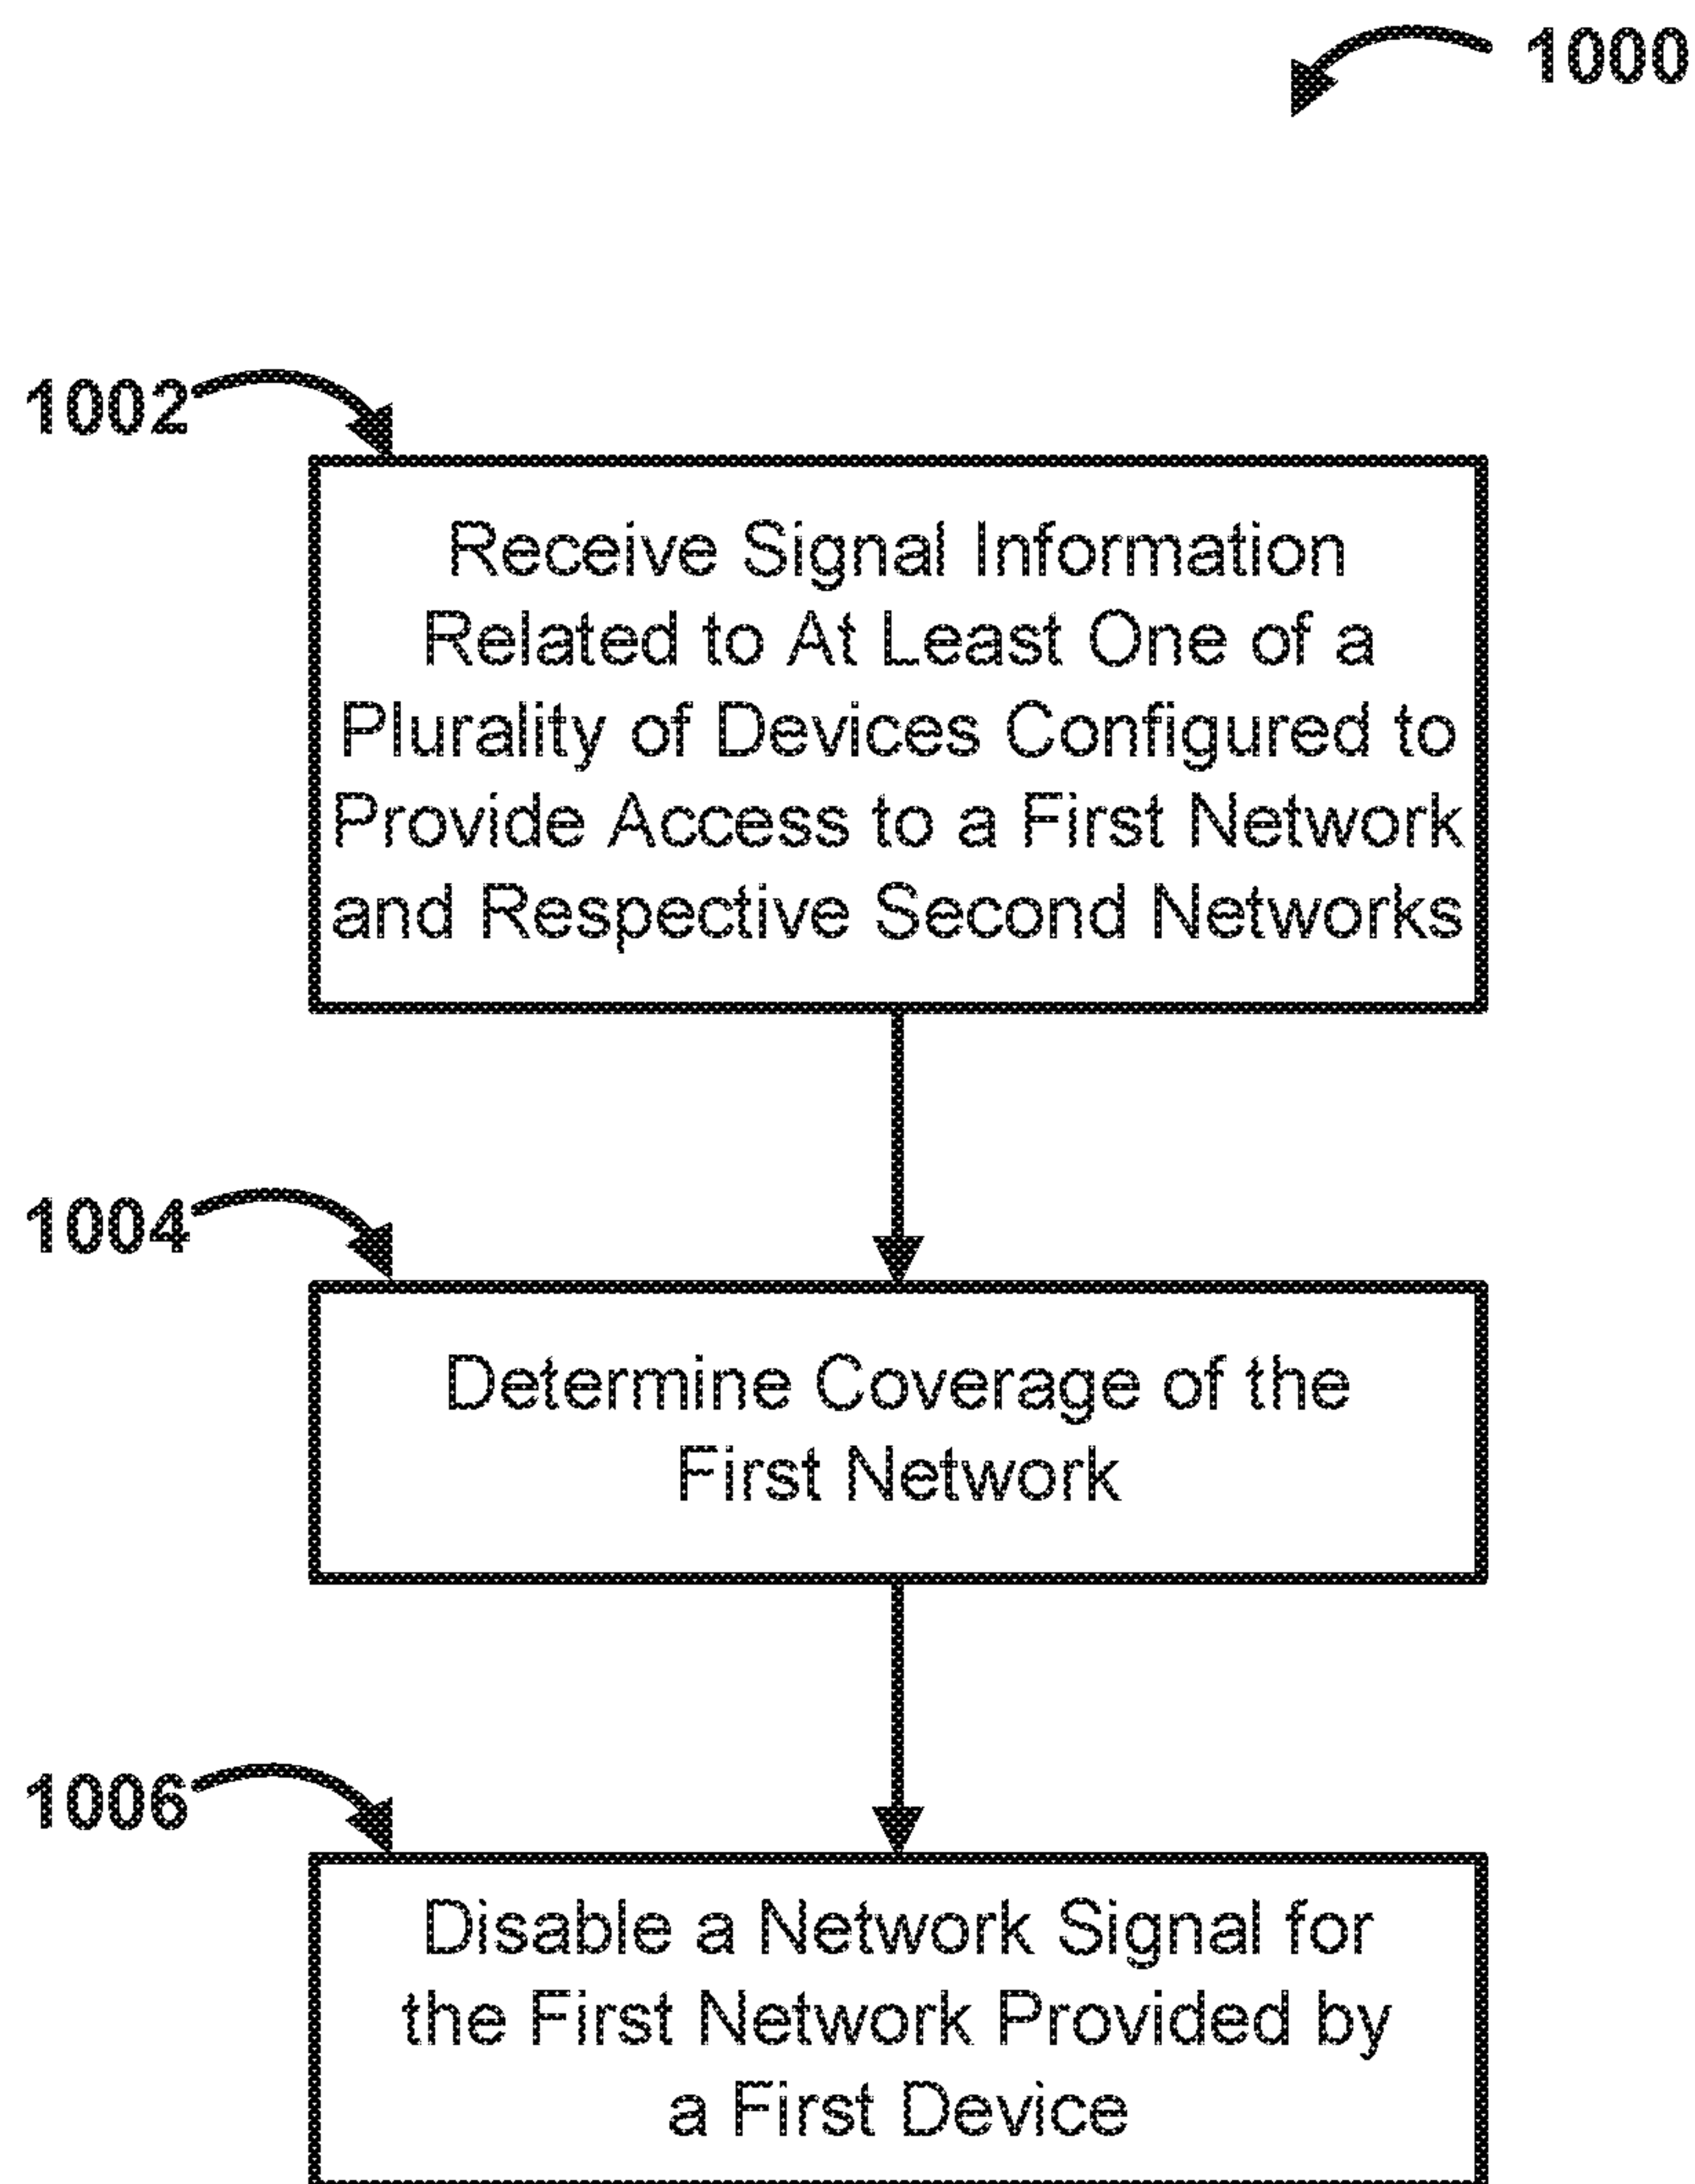 1000
1002
Receive Signal Information
Related to At Least One of a
Plurality of Devices Configured to
Provide Access to a First Network
and Respective Second Networks
1004
Determine Coverage of the
First Network
1006
Disable a Network Signal for
the First Network Provided by
a First Device